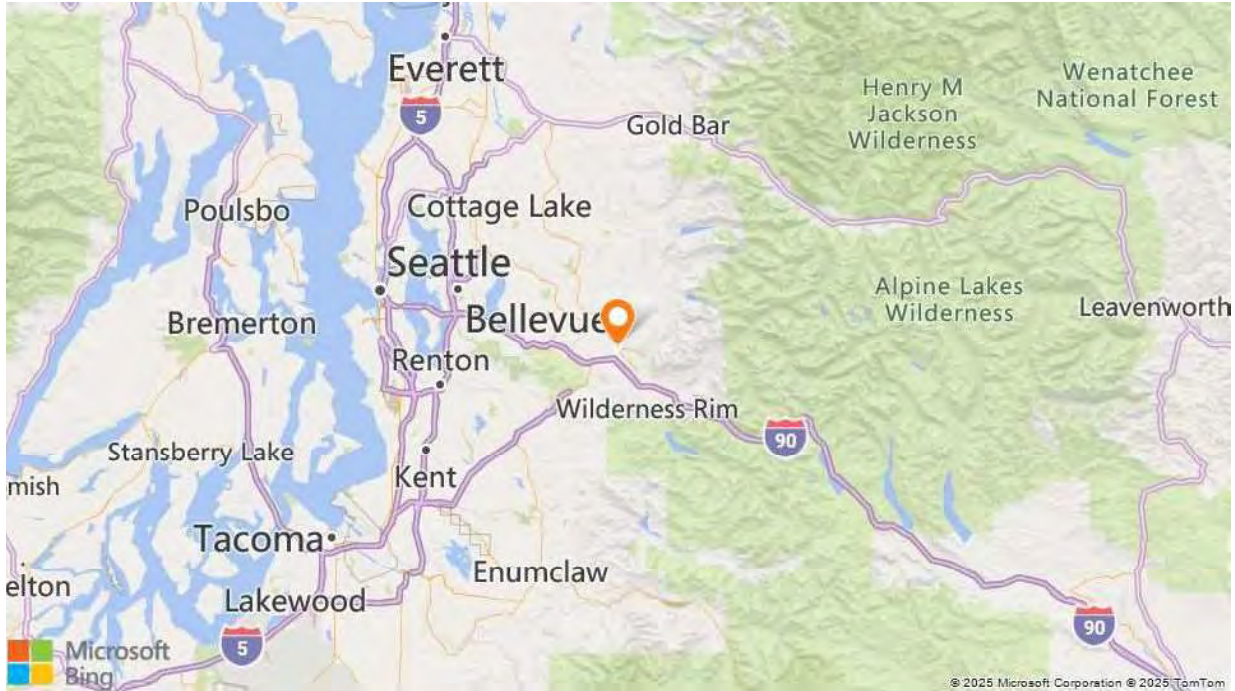 Everett
5
Henry M
Jackson
Wilderness
Wenatchee
National Forest
Gold Bar
Poulsbo
Cottage Lake
Seattle
Alpine Lakes
Wilderness
Leavenworth
Bremerton
Bellevue
Renton
Wilderness Rim
90
Stansberry Lake
Kent
mish
Tacoma
Enumclaw
elton
Lakewood
5
90
Microsoft
Bing
© 2025 Microsoft Corporation © 2025 TomTom